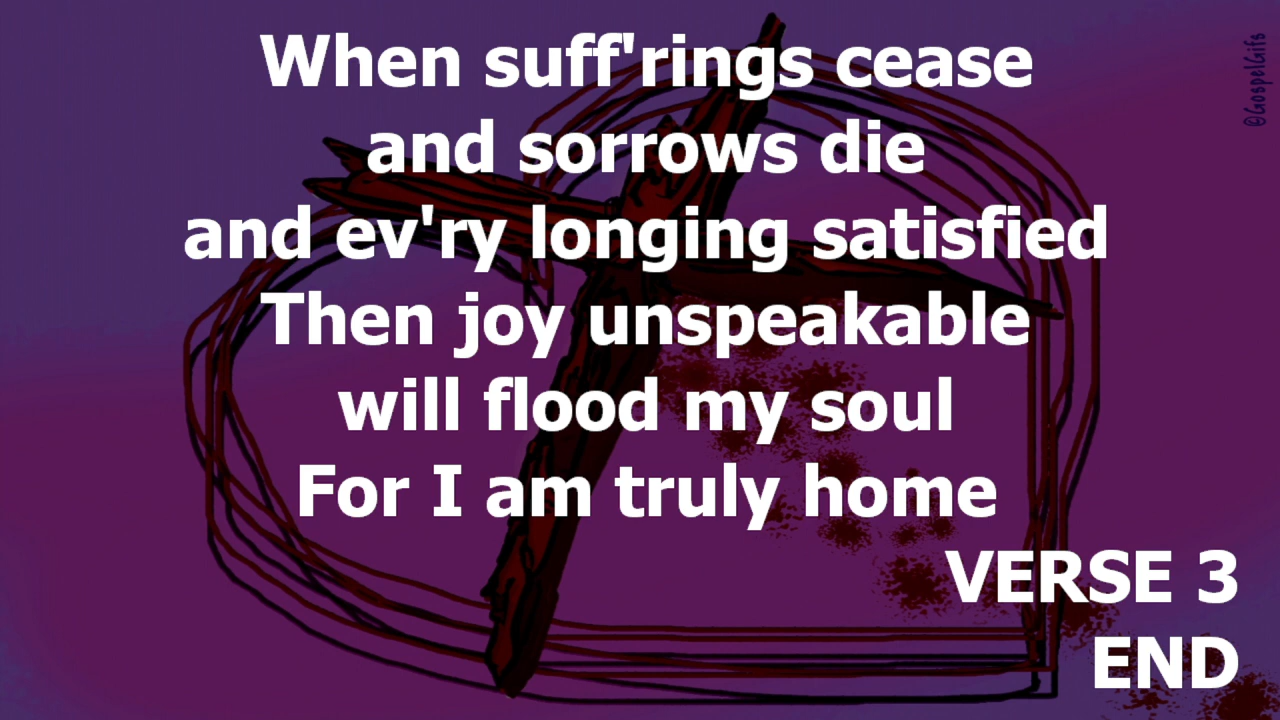 When suff'rings cease
and sorrows die
and ev'ry longing satisfied
Then joy unspeakable
will flood my soul
For I am truly home
VERSE 3
END
©GospelGifs